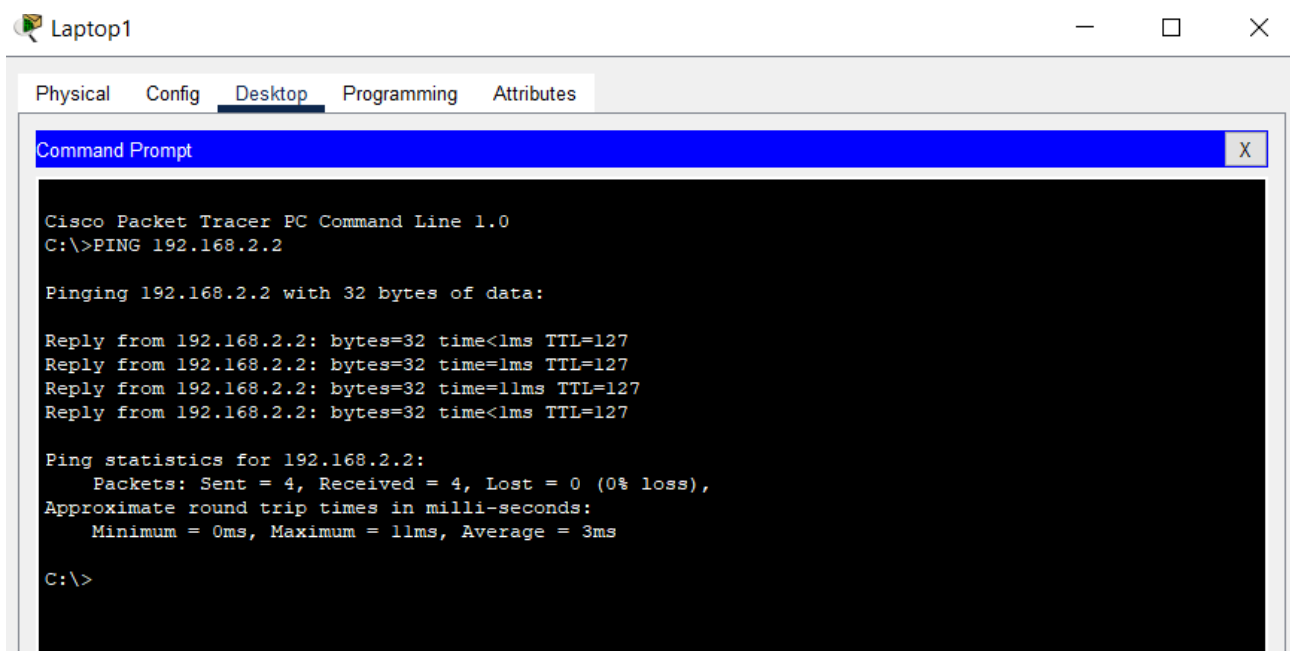 Laptop1
Physical Config Desktop Programming Attributes
Command Prompt X
Cisco Packet Tracer PC Command Line 1.0
C:\>PING 192.168.2.2
Pinging 192.168.2.2 with 32 bytes of data:
Reply from 192.168.2.2: bytes=32 time<1ms TTL=127
Reply from 192.168.2.2: bytes=32 time=1ms TTL=127
Reply from 192.168.2.2: bytes=32 time=11ms TTL=127
Reply from 192.168.2.2: bytes=32 time<1ms TTL=127
Ping statistics for 192.168.2.2:
Packets: Sent = 4, Received = 4, Lost = 0 (0% loss),
Approximate round trip times in milli-seconds:
Minimum = 0ms, Maximum = 11ms, Average = 3ms
C:\>